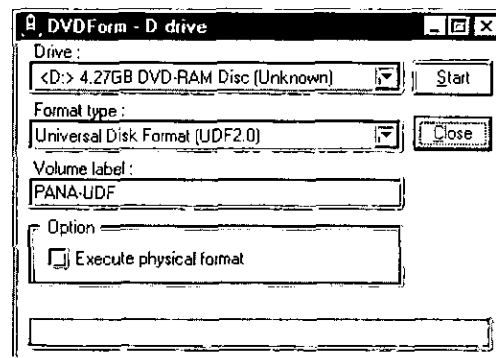 DVDForm - D drive
Drive :
<D:> 4.27GB DVD-RAM Disc (Unknown)
Start
Format type :
Universal Disk Format (UDF2.0)
Close
Volume label :
PANA-UDF
Option
Execute physical format